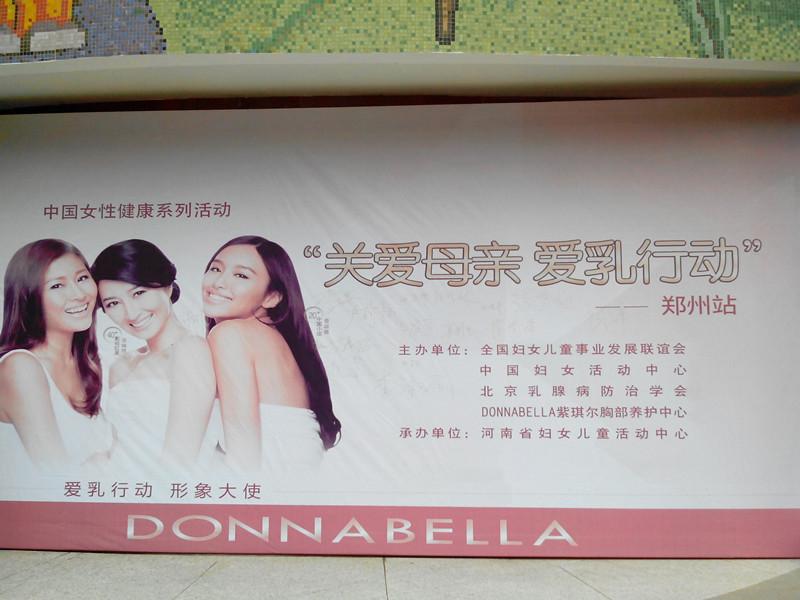 中国女性健康系列活动
“关爱母亲 爱乳行动”
—— 郑州站
主办单位：全国妇女儿童事业发展联谊会
中国妇女活动中心
北京乳腺病防治学会
DONNABELLA紫琪尔胸部养护中心
承办单位：河南省妇女儿童活动中心
爱乳行动 形象大使
DONNABELLA